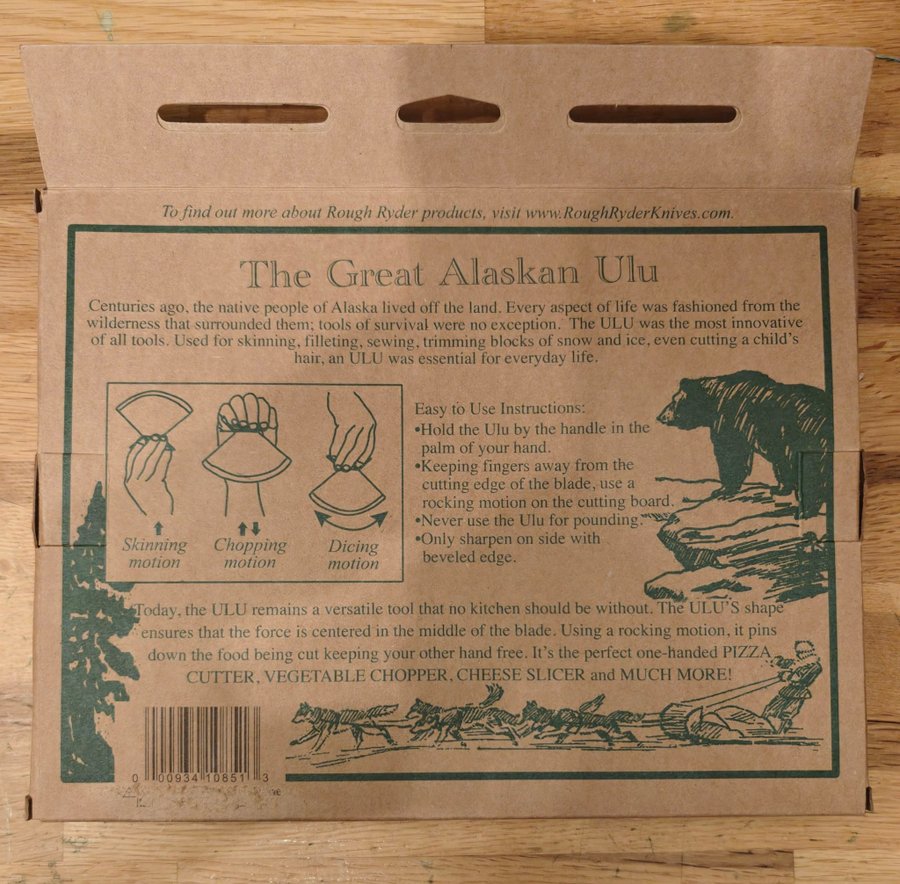 To find out more about Rough Ryder products, visit www.RoughRyderKnives.com.
The Great Alaskan Ulu
Centuries ago, the native people of Alaska lived off the land. Every aspect of life was fashioned from the
wilderness that surrounded them; tools of survival were no exception. The ULU was the most innovative
of all tools. Used for skinning, filleting, sewing, trimming blocks of snow and ice, even cutting a child's
hair, an ULU was essential for everyday life.
Skinning
motion
Chopping
motion
Dicing
motion
Easy to Use Instructions:
•Hold the Ulu by the handle in the
palm of your hand.
•Keeping fingers away from the
cutting edge of the blade, use a
rocking motion on the cutting board.
•Never use the Ulu for pounding.
•Only sharpen on side with
beveled edge.
Today, the ULU remains a versatile tool that no kitchen should be without. The ULU'S shape
ensures that the force is centered in the middle of the blade. Using a rocking motion, it pins
down the food being cut keeping your other hand free. It's the perfect one-handed PIZZA
CUTTER, VEGETABLE CHOPPER, CHEESE SLICER and MUCH MORE!
0 00934 10851 3